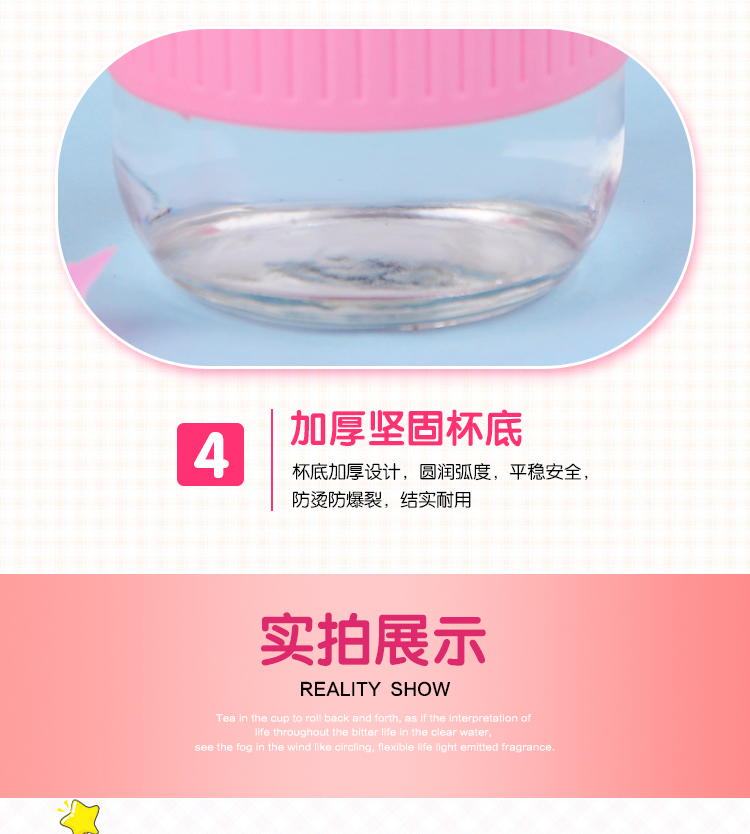 4
加厚坚固杯底
杯底加厚设计，圆润弧度，平稳安全，
防烫防爆裂，结实耐用
实拍展示
REALITY SHOW
Tea in the cup to roll back and forth, as if the interpretation of
life throughout the bitter life in the clear water,
see the fog in the wind like circling, flexible life light emitted fragrance.